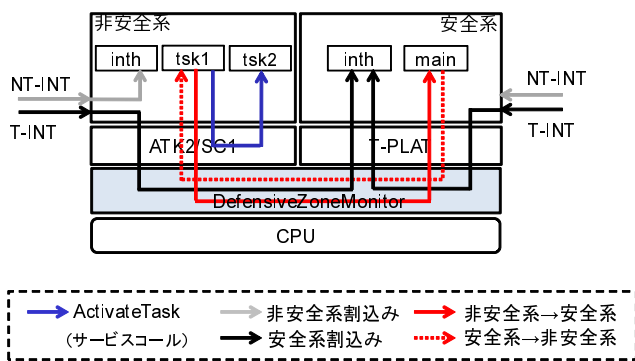 非安全系
安全系
inth
tsk1
tsk2
inth
main
NT-INT
NT-INT
T-INT
T-INT
ATK2/SC1
T-PLAT
DefensiveZoneMonitor
CPU
ActivateTask
(サービスコール)
非安全系割込み
安全系割込み
非安全系→安全系
安全系→非安全系